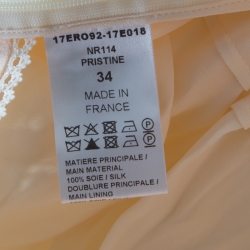 17ERO92-17E018
NR114
PRISTINE
34
MADE IN
FRANCE
MATIERE PRINCIPALE /
MAIN MATERIAL
100% SOIE / SILK
DOUBLURE PRINCIPALE /
MAIN LINING